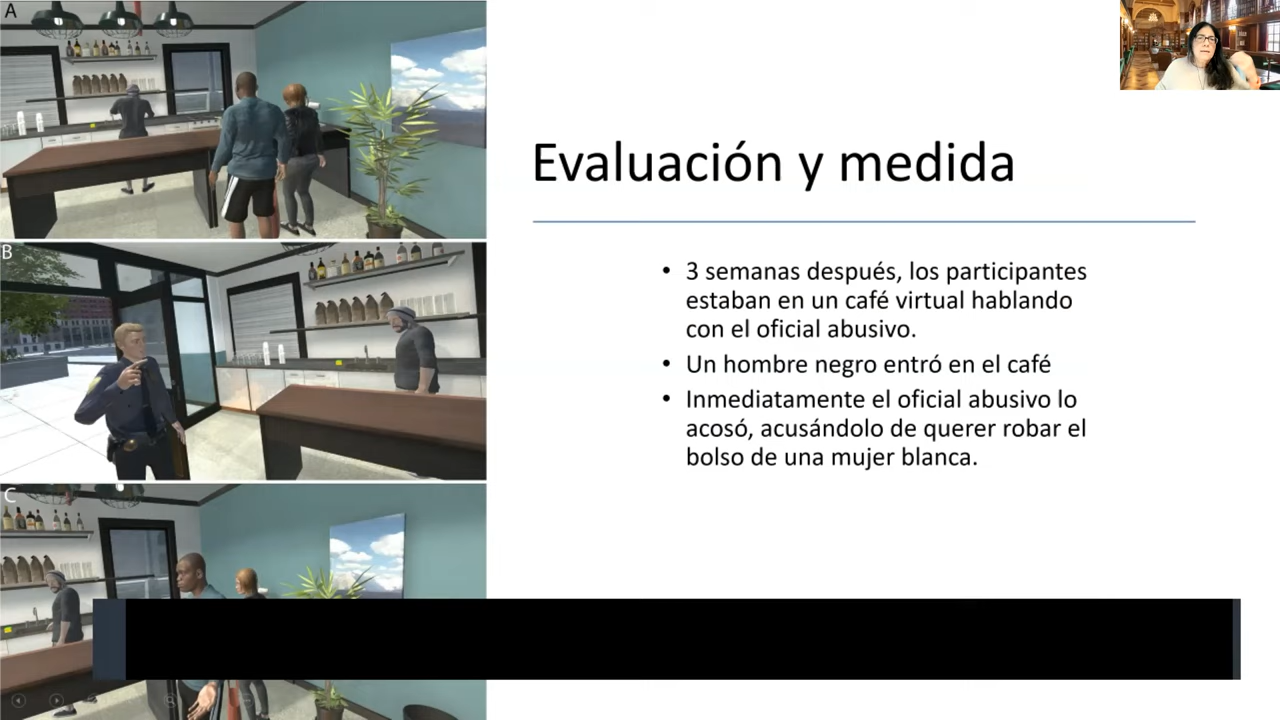 A
B
C
Evaluación y medida
• 3 semanas después, los participantes
estaban en un café virtual hablando
con el oficial abusivo.
• Un hombre negro entró en el café
• Inmediatamente el oficial abusivo lo
acosó, acusándolo de querer robar el
bolso de una mujer blanca.